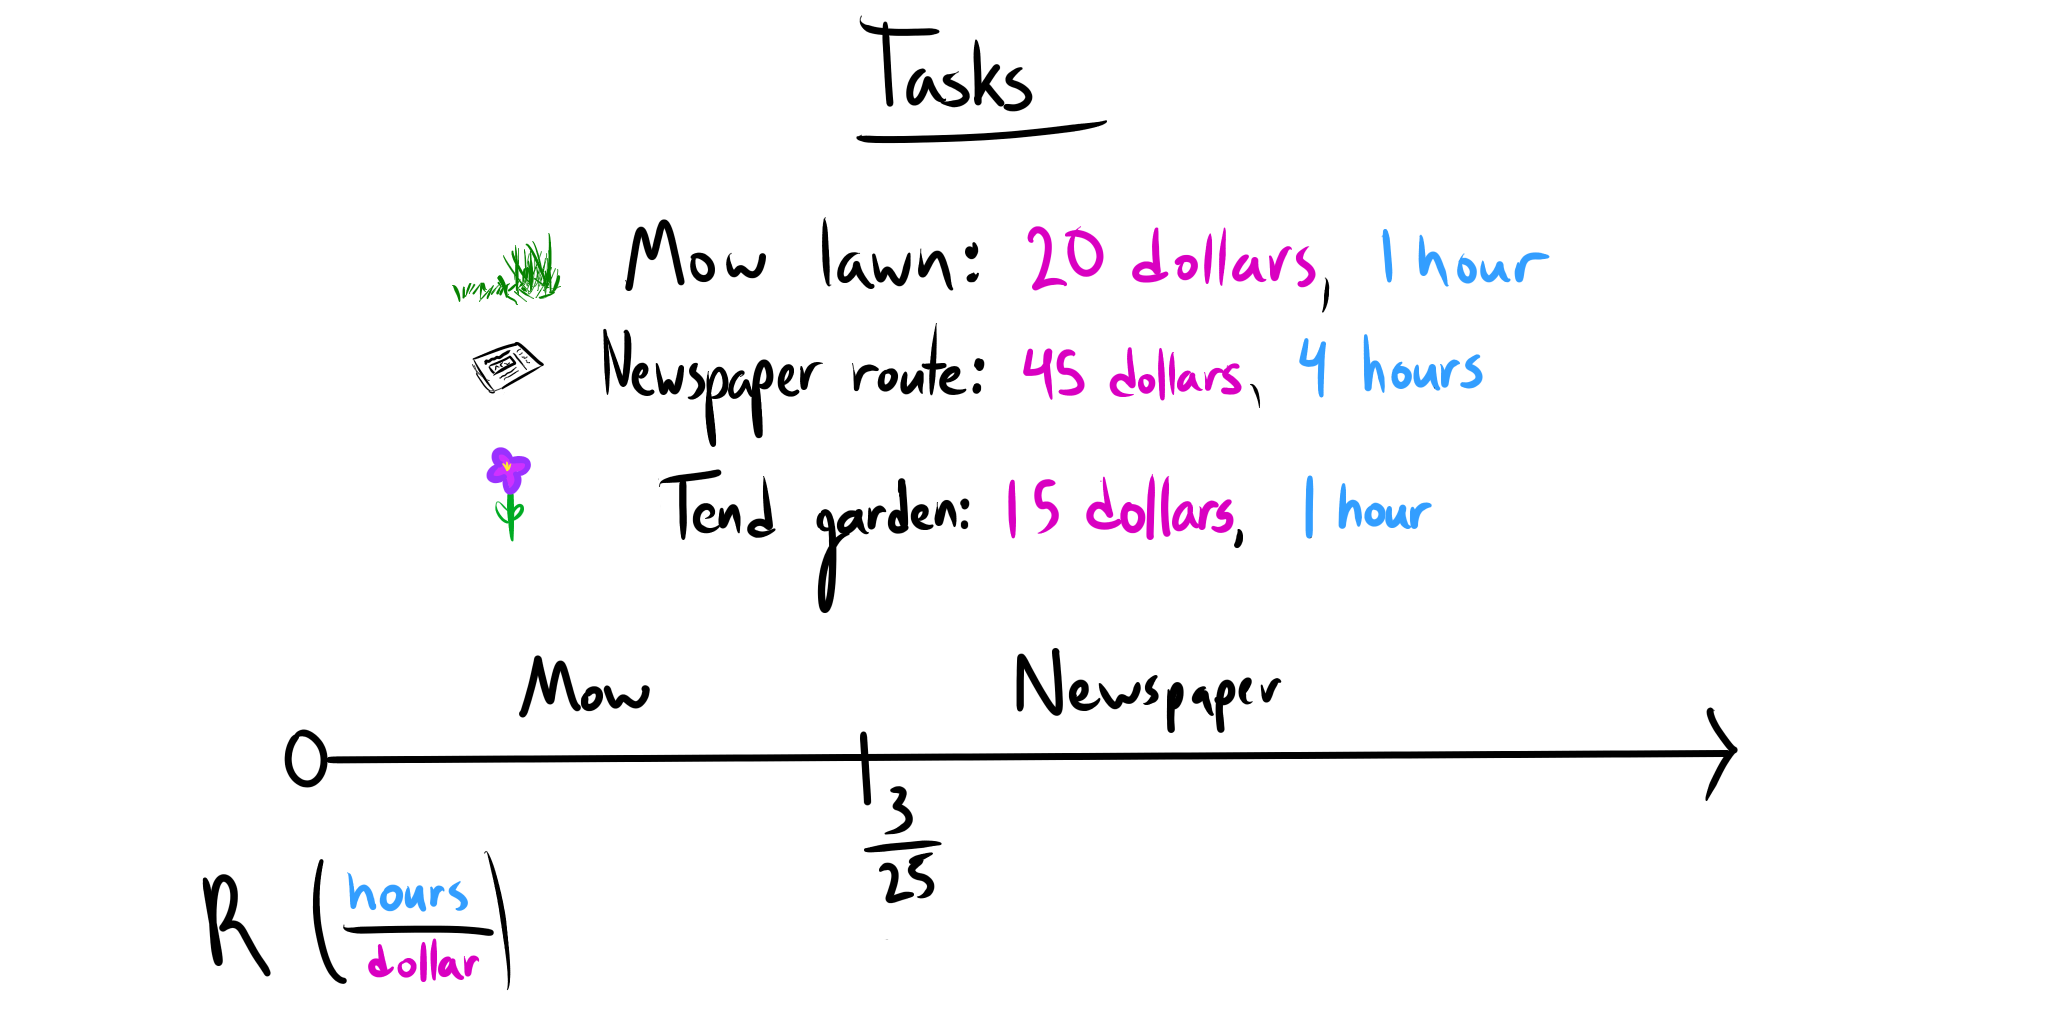 Tasks
Mow lawn: 20 dollars, 1 hour
Newspaper route: 45 dollars, 4 hours
Tend garden: 15 dollars, 1 hour
Mow Newspaper
0
3/25
R (hours/dollar)